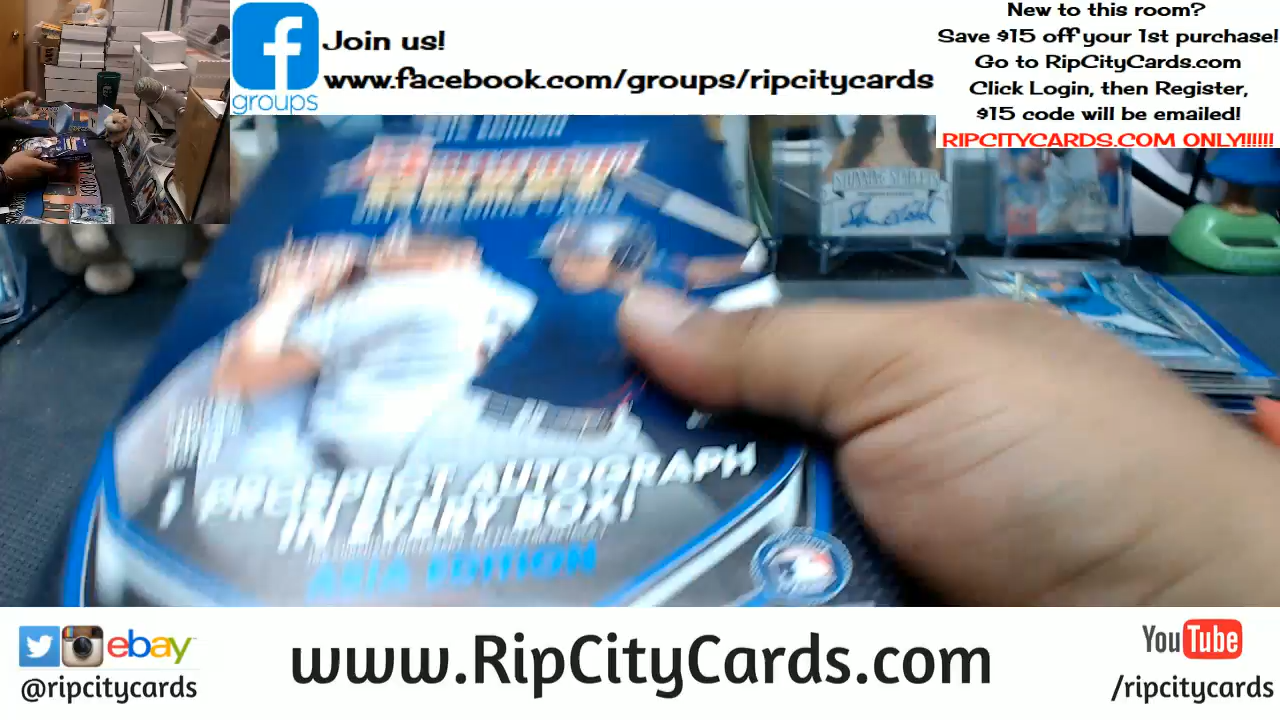 groups
Join us!
www.facebook.com/groups/ripcitycards
New to this room?
Save $15 off your 1st purchase!
Go to RipCityCards.com
Click Login, then Register,
$15 code will be emailed!
RIPCITYCARDS.COM ONLY!!!!!!
1 PROSPECT AUTOGRAPH
IN EVERY BOX!
ASIA EDITION
ebay
@ripcitycards
www.RipCityCards.com
YouTube
/ripcitycards